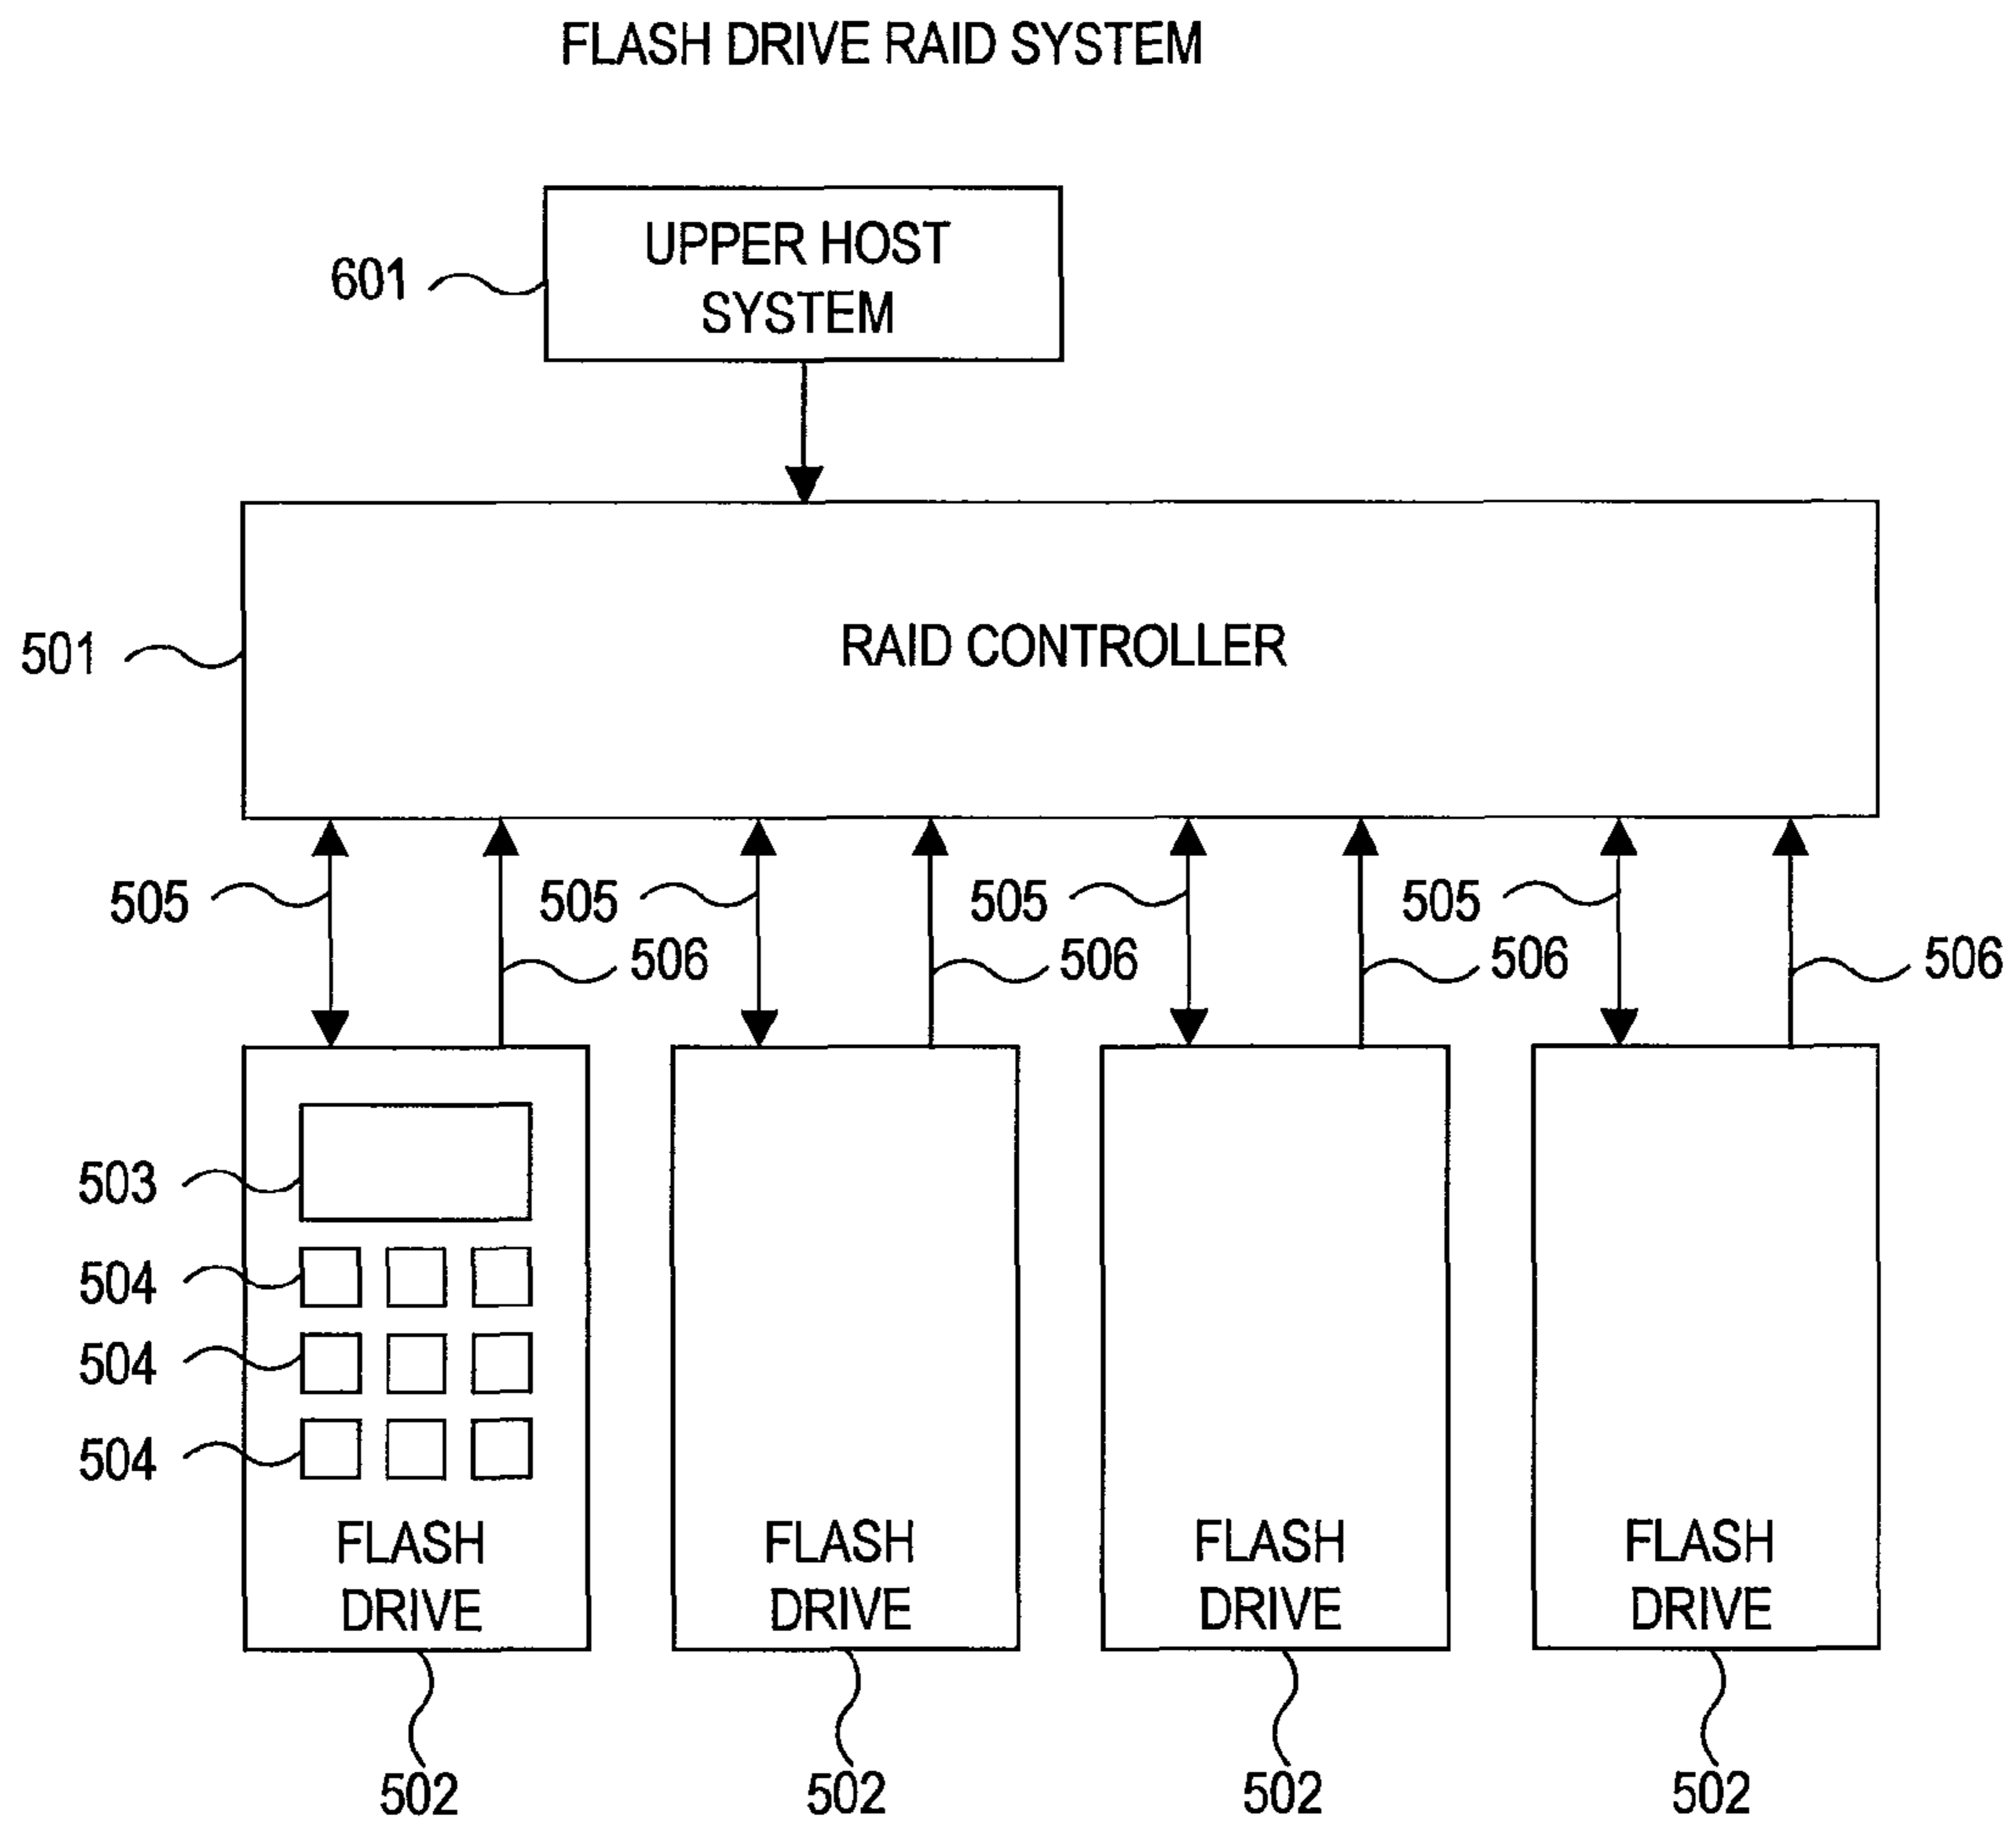 FLASH DRIVE RAID SYSTEM
UPPER HOST
SYSTEM
601
RAID CONTROLLER
501
505
505
505
505
506
506
506
506
503
504
504
504
FLASH
DRIVE
FLASH
DRIVE
FLASH
DRIVE
FLASH
DRIVE
502
502
502
502